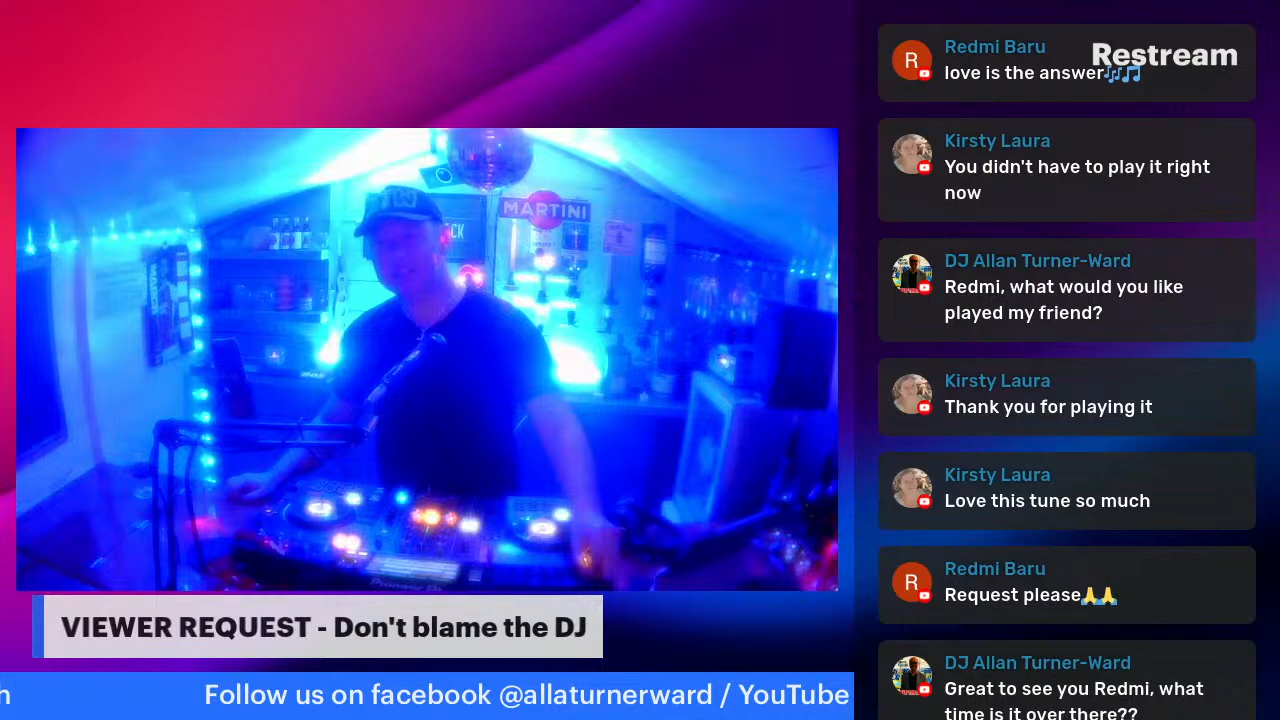 Restream
Redmi Baru
love is the answer🎶🎵
Kirsty Laura
You didn't have to play it right
now
DJ Allan Turner-Ward
Redmi, what would you like
played my friend?
Kirsty Laura
Thank you for playing it
Kirsty Laura
Love this tune so much
Redmi Baru
Request please🙏🙏
DJ Allan Turner-Ward
Great to see you Redmi, what
time is it over there??
R
R
MARTINI
VIEWER REQUEST - Don't blame the DJ
h
Follow us on facebook @allaturnerward / YouTube